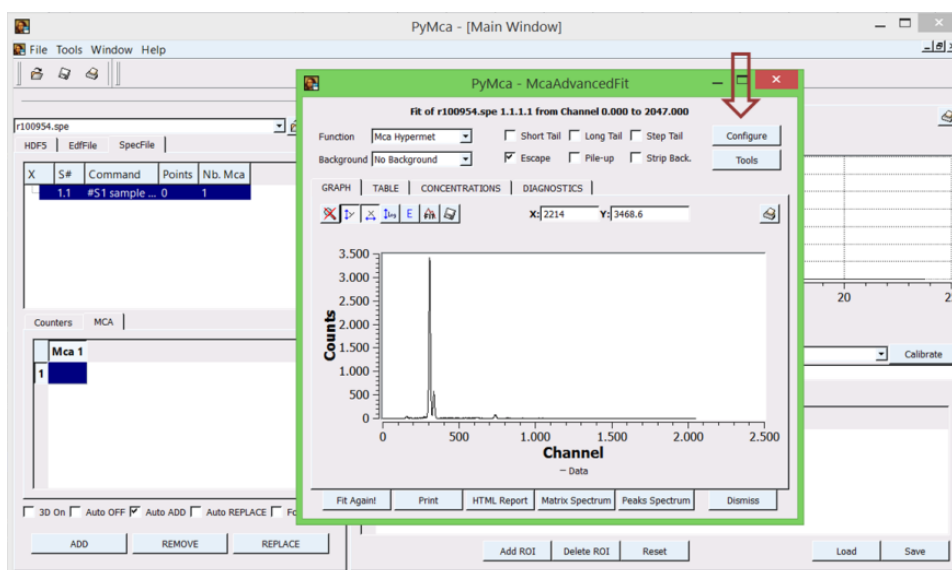 PyMca - [Main Window]
File Tools Window Help
r100954.spe
HDF5 EdfFile SpecFile
X S# Command Points Nb. Mca
1.1 #S1 sample ... 0 1
Counters MCA
Mca 1
1
3D On Auto OFF Auto ADD Auto REPLACE
ADD REMOVE REPLACE
PyMca - McaAdvancedFit
Fit of r100954.spe 1.1.1.1 from Channel 0.000 to 2047.000
Function Mca Hypermet Short Tail Long Tail Step Tail Configure
Background No Background Escape Pile-up Strip Back. Tools
GRAPH TABLE CONCENTRATIONS DIAGNOSTICS
X: 2214 Y: 3468.6
3.500
3.000
2.500
2.000
1.500
1.000
500
0
Counts
0 500 1.000 1.500 2.000 2.500
Channel
— Data
Fit Again! Print HTML Report Matrix Spectrum Peaks Spectrum Dismiss
20
Calibrate
Add ROI Delete ROI Reset Load Save